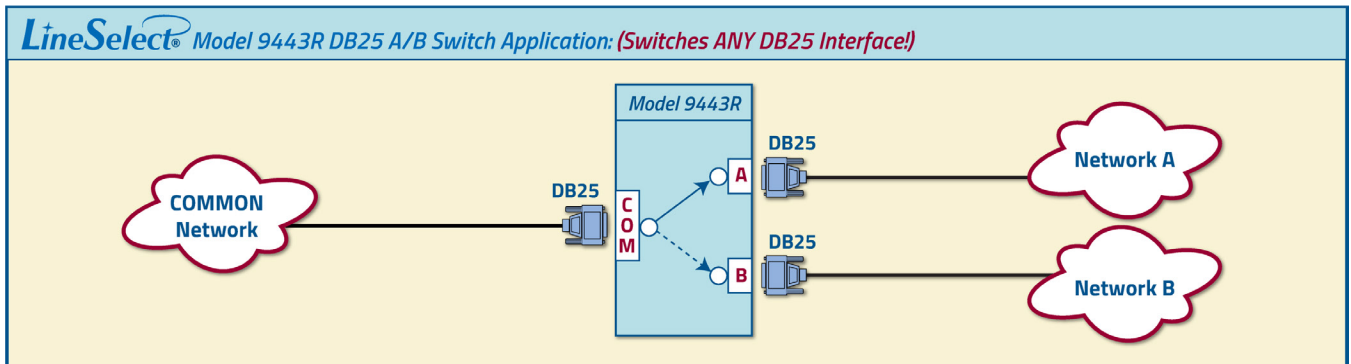 LineSelect® Model 9443R DB25 A/B Switch Application: (Switches ANY DB25 Interface!)
Model 9443R
COMMON
Network
DB25
COM
A
DB25
Network A
B
DB25
Network B